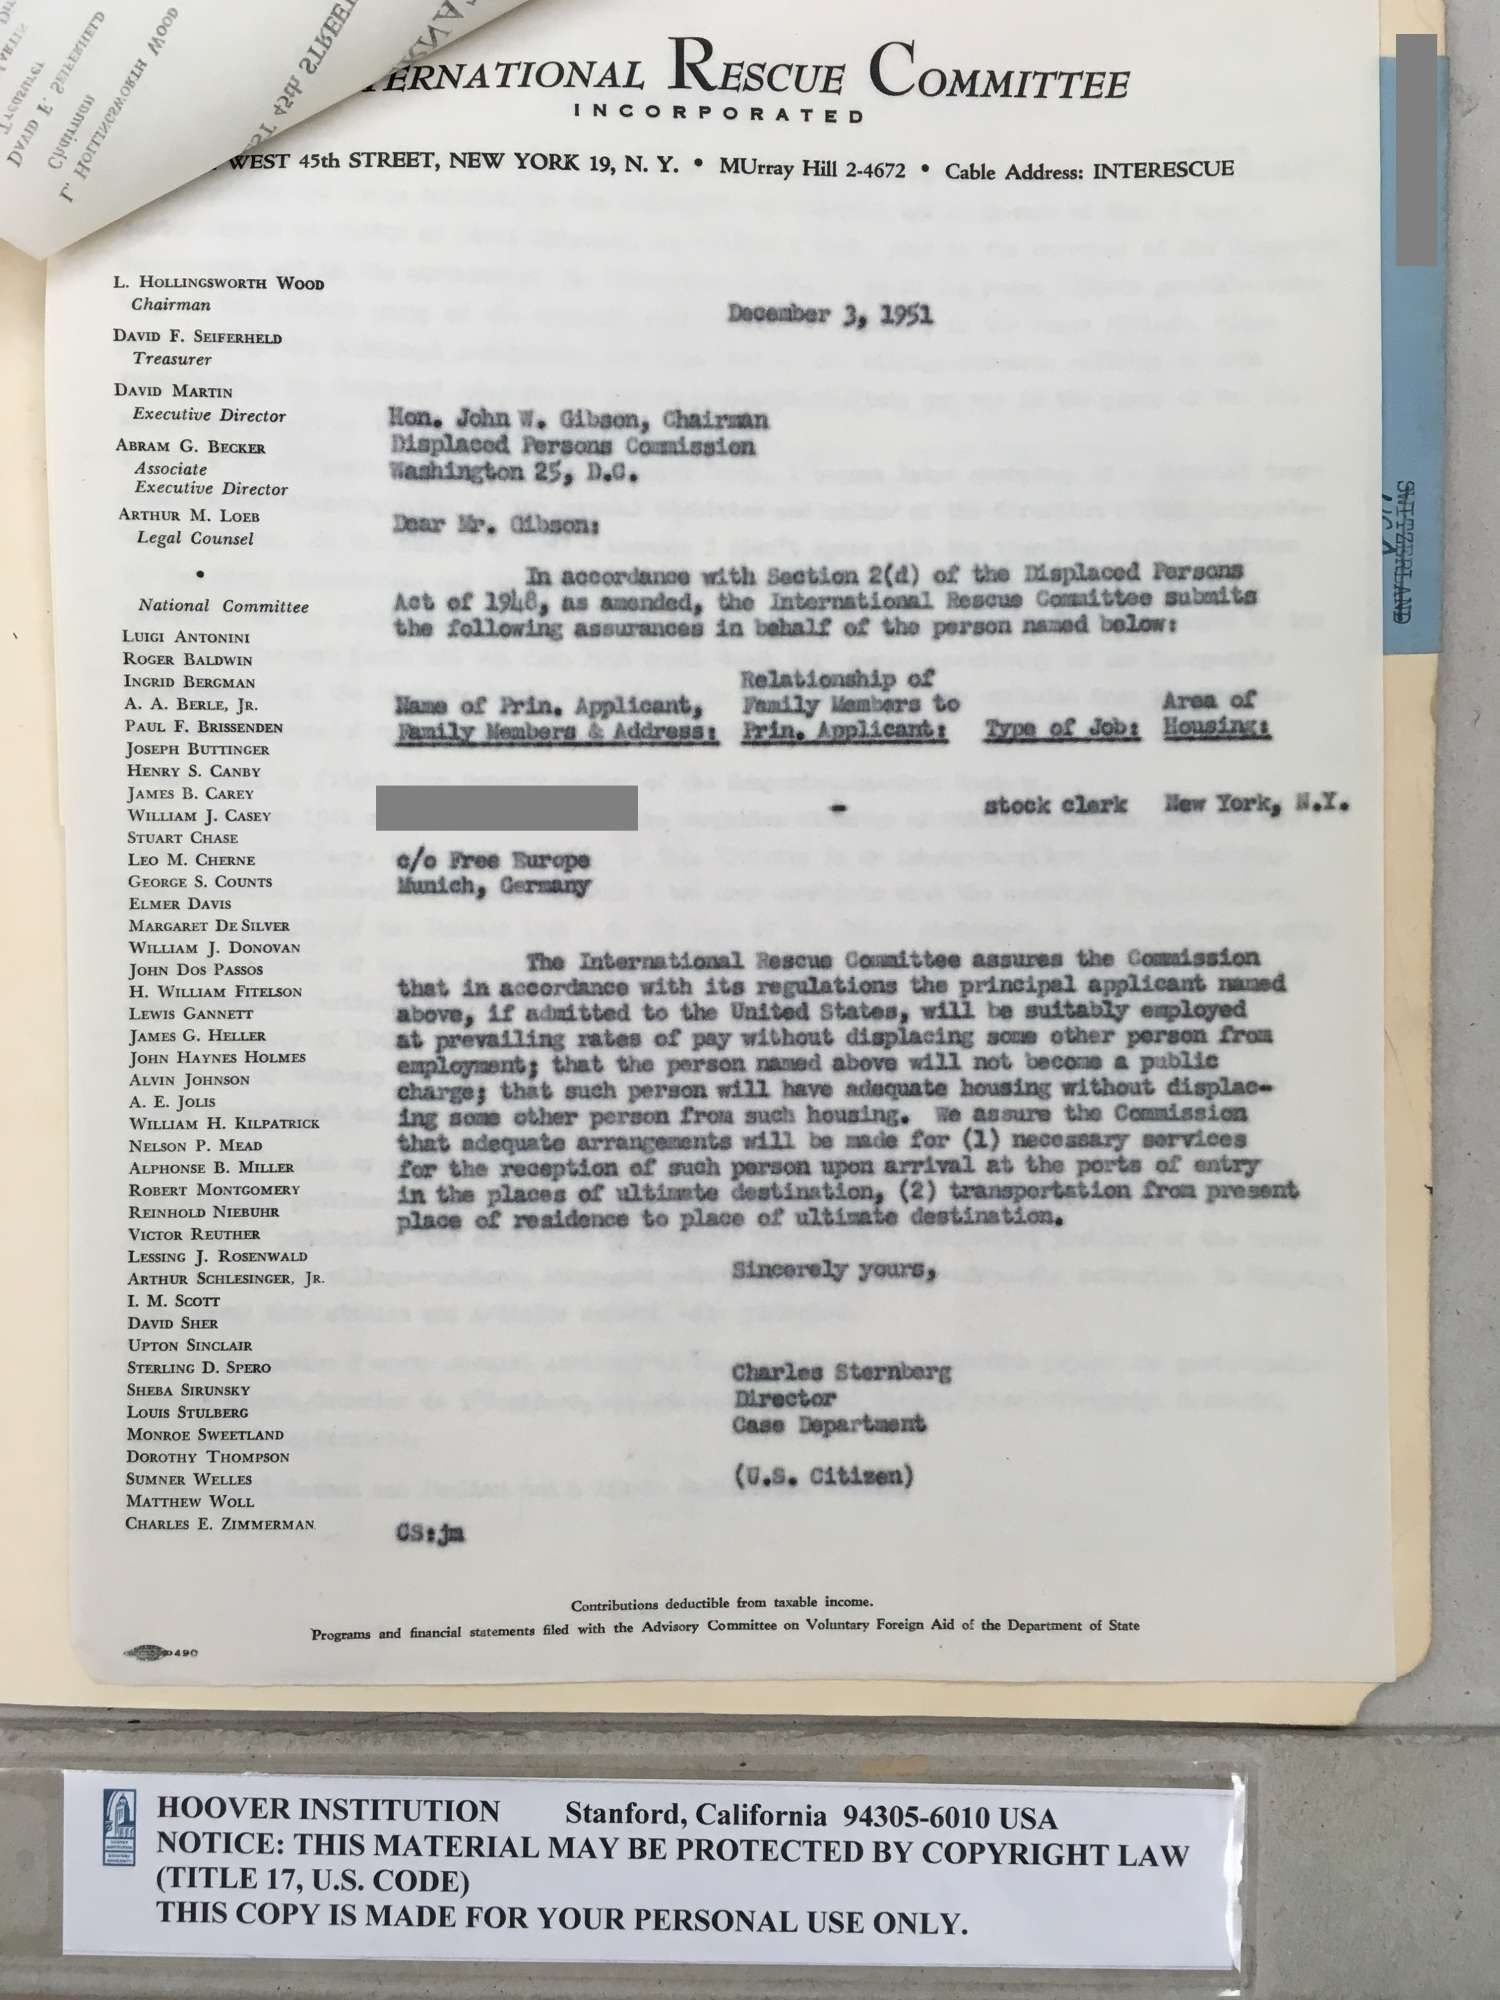 INTERNATIONAL RESCUE COMMITTEE
INCORPORATED
WEST 45th STREET, NEW YORK 19, N. Y. • MUrray Hill 2-4672 • Cable Address: INTERESCUE
L. HOLLINGSWORTH WOOD
Chairman
DAVID F. SEIFERHELD
Treasurer
DAVID MARTIN
Executive Director
ABRAM G. BECKER
Associate
Executive Director
ARTHUR M. LOEB
Legal Counsel
•
National Committee
LUIGI ANTONINI
ROGER BALDWIN
INGRID BERGMAN
A. A. BERLE, JR.
PAUL F. BRISSENDEN
JOSEPH BUTTINGER
HENRY S. CANBY
JAMES B. CAREY
WILLIAM J. CASEY
STUART CHASE
LEO M. CHERNE
GEORGE S. COUNTS
ELMER DAVIS
MARGARET DE SILVER
WILLIAM J. DONOVAN
JOHN DOS PASSOS
H. WILLIAM FITELSON
LEWIS GANNETT
JAMES G. HELLER
JOHN HAYNES HOLMES
ALVIN JOHNSON
A. E. JOLIS
WILLIAM H. KILPATRICK
NELSON P. MEAD
ALPHONSE B. MILLER
ROBERT MONTGOMERY
REINHOLD NIEBUHR
VICTOR REUTHER
LESSING J. ROSENWALD
ARTHUR SCHLESINGER, JR.
I. M. SCOTT
DAVID SHER
UPTON SINCLAIR
STERLING D. SPERO
SHEBA SIRUNSKY
LOUIS STULBERG
MONROE SWEETLAND
DOROTHY THOMPSON
SUMNER WELLES
MATTHEW WOLL
CHARLES E. ZIMMERMAN
December 3, 1951
Hon. John W. Gibson, Chairman
Displaced Persons Commission
Washington 25, D.C.
Dear Mr. Gibson:
In accordance with Section 2(d) of the Displaced Persons
Act of 1948, as amended, the International Rescue Committee submits
the following assurances in behalf of the person named below:
Relationship of
Name of Prin. Applicant, Family Members to Area of
Family Members & Address: Prin. Applicant: Type of Job: Housing:
- stock clark New York, N.Y.
c/o Free Europe
Munich, Germany
The International Rescue Committee assures the Commission
that in accordance with its regulations the principal applicant named
above, if admitted to the United States, will be suitably employed
at prevailing rates of pay without displacing some other person from
employment; that the person named above will not become a public
charge; that such person will have adequate housing without displac-
ing some other person from such housing. We assure the Commission
that adequate arrangements will be made for (1) necessary services
for the reception of such person upon arrival at the ports of entry
in the places of ultimate destination, (2) transportation from present
place of residence to place of ultimate destination.
Sincerely yours,
Charles Sternberg
Director
Case Department
(U.S. Citizen)
CS:jm
Contributions deductible from taxable income.
Programs and financial statements filed with the Advisory Committee on Voluntary Foreign Aid of the Department of State
490
SWITZERLAND
HOOVER INSTITUTION Stanford, California 94305-6010 USA
NOTICE: THIS MATERIAL MAY BE PROTECTED BY COPYRIGHT LAW
(TITLE 17, U.S. CODE)
THIS COPY IS MADE FOR YOUR PERSONAL USE ONLY.